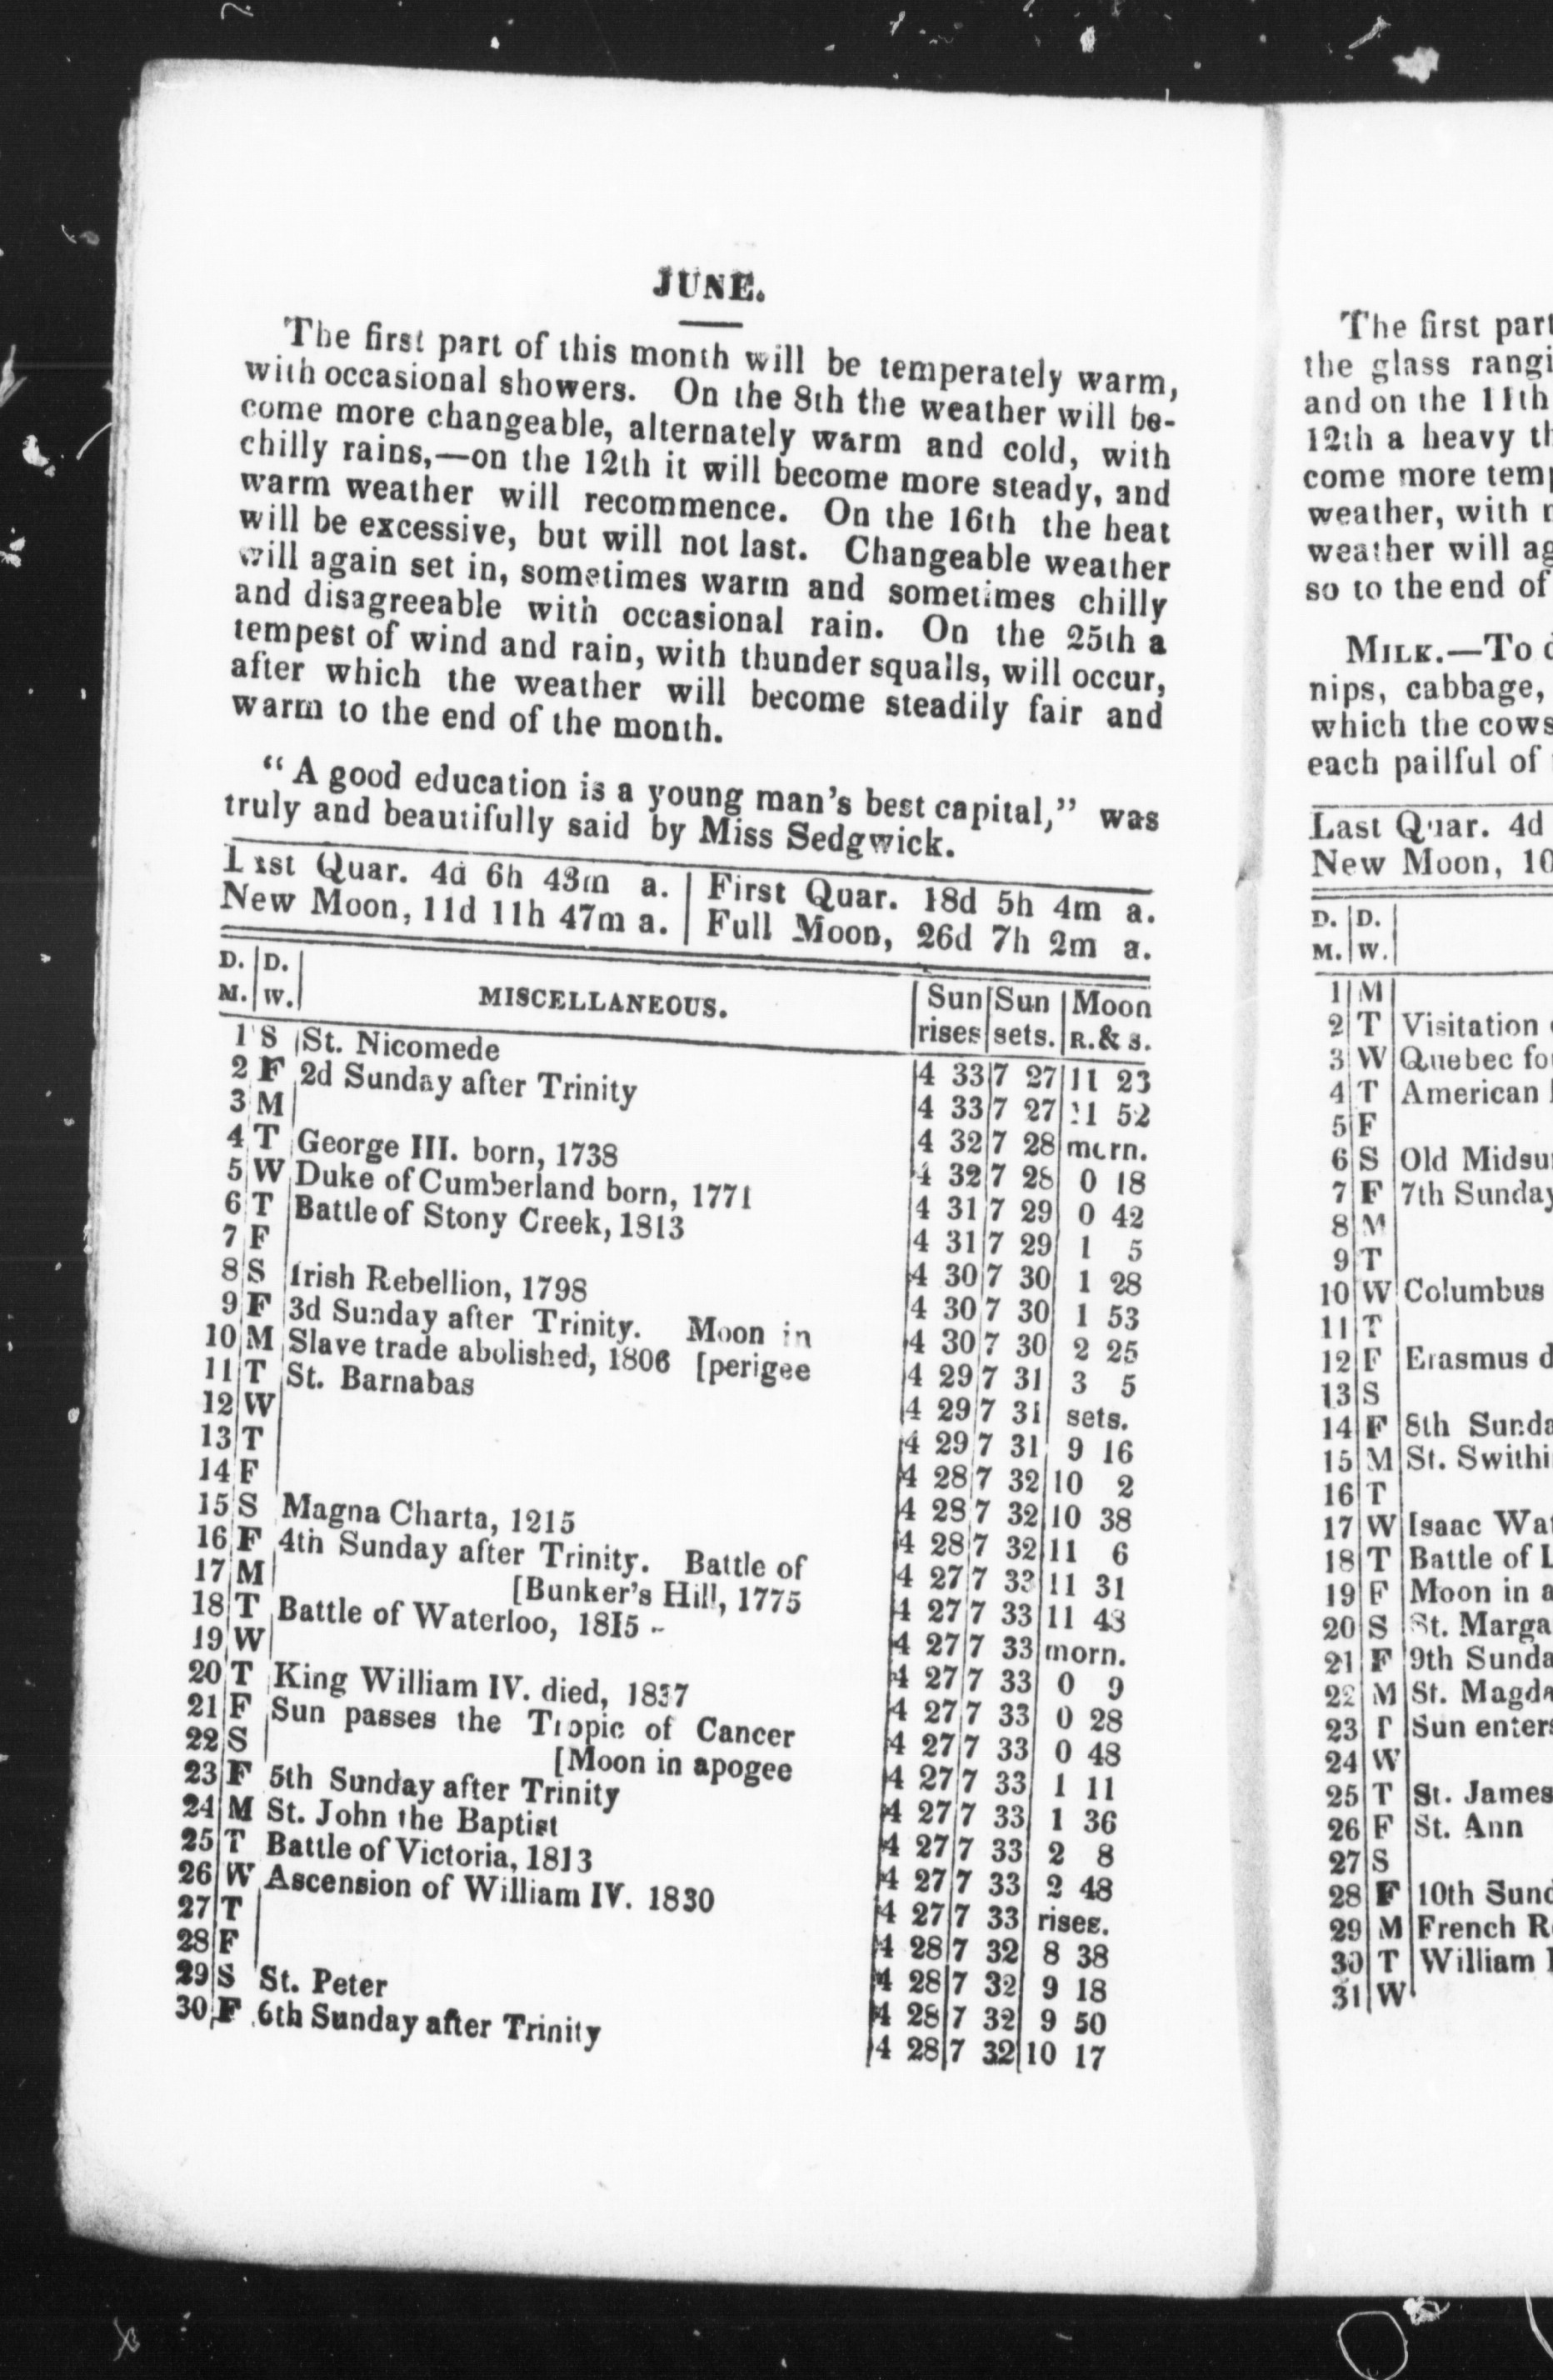 JUNE.
The first part of this month will be temperately warm,
with occasional showers. On the 8th the weather will be-
come more changeable, alternately warm and cold, with
chilly rains,—on the 12th it will become more steady, and
warm weather will recommence. On the 16th the heat
will be excessive, but will not last. Changeable weather
will again set in, sometimes warm and sometimes chilly
and disagreeable with occasional rain. On the 25th a
tempest of wind and rain, with thunder squalls, will occur,
after which the weather will become steadily fair and
warm to the end of the month.
"A good education is a young man's best capital," was
truly and beautifully said by Miss Sedgwick.
Last Quar. 4d 6h 43m a. | First Quar. 18d 5h 4m a.
New Moon, 11d 11h 47m a. | Full Moon, 26d 7h 2m a.
D. D. Sun Sun Moon
M. W. MISCELLANEOUS. rises sets. R. & S.
1 S St. Nicomede 4 33 7 27 11 23
2 F 2d Sunday after Trinity 4 33 7 27 11 52
3 M 4 32 7 28 morn.
4 T George III. born, 1738 4 32 7 28 0 18
5 W Duke of Cumberland born, 1771 4 31 7 29 0 42
6 T Battle of Stony Creek, 1813 4 31 7 29 1 5
7 F 4 30 7 30 1 28
8 S Irish Rebellion, 1798 4 30 7 30 1 53
9 F 3d Sunday after Trinity. Moon in 4 30 7 30 2 25
10 M Slave trade abolished, 1806 [perigee 4 29 7 31 3 5
11 T St. Barnabas 4 29 7 31 sets.
12 W 4 29 7 31 9 16
13 T 4 28 7 32 10 2
14 F 4 28 7 32 10 38
15 S Magna Charta, 1215 4 28 7 32 11 6
16 F 4th Sunday after Trinity. Battle of 4 27 7 33 11 31
17 M [Bunker's Hill, 1775 4 27 7 33 11 48
18 T Battle of Waterloo, 1815 4 27 7 33 morn.
19 W 4 27 7 33 0 9
20 T King William IV. died, 1837 4 27 7 33 0 28
21 F Sun passes the Tropic of Cancer 4 27 7 33 0 48
22 S [Moon in apogee 4 27 7 33 1 11
23 F 5th Sunday after Trinity 4 27 7 33 1 36
24 M St. John the Baptist 4 27 7 33 2 8
25 T Battle of Victoria, 1813 4 27 7 33 2 48
26 W Ascension of William IV. 1830 4 27 7 33 rises.
27 T 4 28 7 32 8 38
28 F 4 28 7 32 9 18
29 S St. Peter 4 28 7 32 9 50
30 F 6th Sunday after Trinity 4 28 7 32 10 17
The first part
the glass rangi
and on the 11th
12th a heavy th
come more temp
weather, with
weather will ag
so to the end of
MILK.—To
nips, cabbage,
which the cows
each pailful of
Last Quar. 4d
New Moon, 10
D. D.
M. W.
1 M
2 T Visitation
3 W Quebec fo
4 T American
5 F
6 S Old Midsu
7 F 7th Sunday
8 M
9 T
10 W Columbus
11 T
12 F Erasmus d
13 S
14 F 8th Sunda
15 M St. Swithi
16 T
17 W Isaac Wat
18 T Battle of L
19 F Moon in a
20 S St. Marga
21 F 9th Sunda
22 M St. Magda
23 T Sun enters
24 W
25 T St. James
26 F St. Ann
27 S
28 F 10th Sund
29 M French R
30 T William
31 W